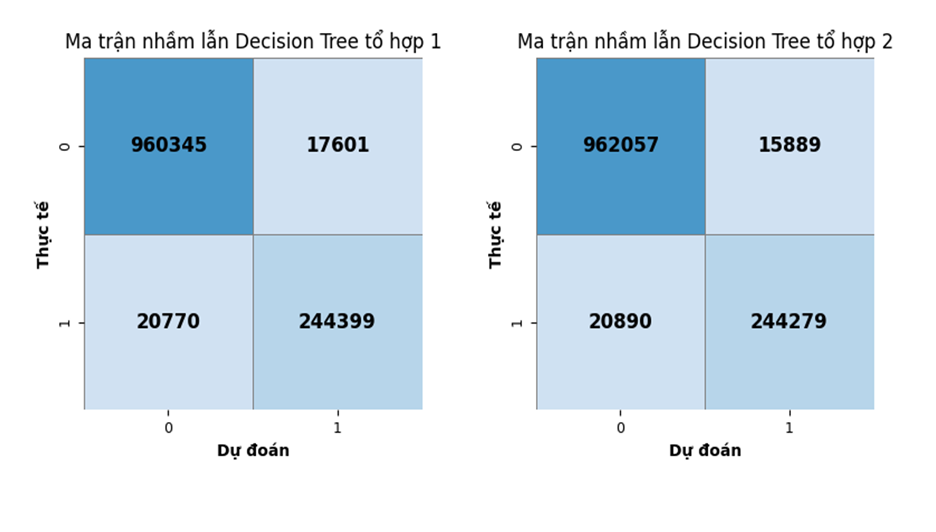 Ma trận nhầm lẫn Decision Tree tổ hợp 1
960345 17601
20770 244399
0
1
Thực tế
0 1
Dự đoán
Ma trận nhầm lẫn Decision Tree tổ hợp 2
962057 15889
20890 244279
0
1
Thực tế
0 1
Dự đoán